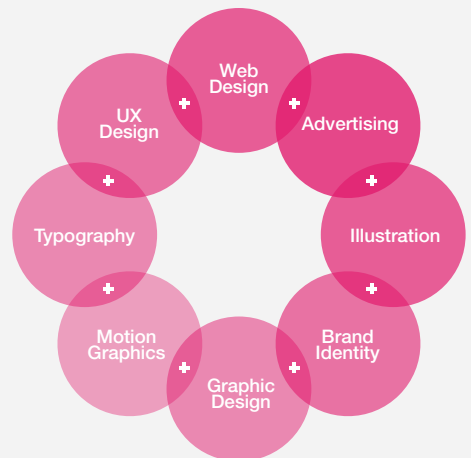 Web
Design
Advertising
Illustration
Brand
Identity
Graphic
Design
Motion
Graphics
Typography
UX
Design